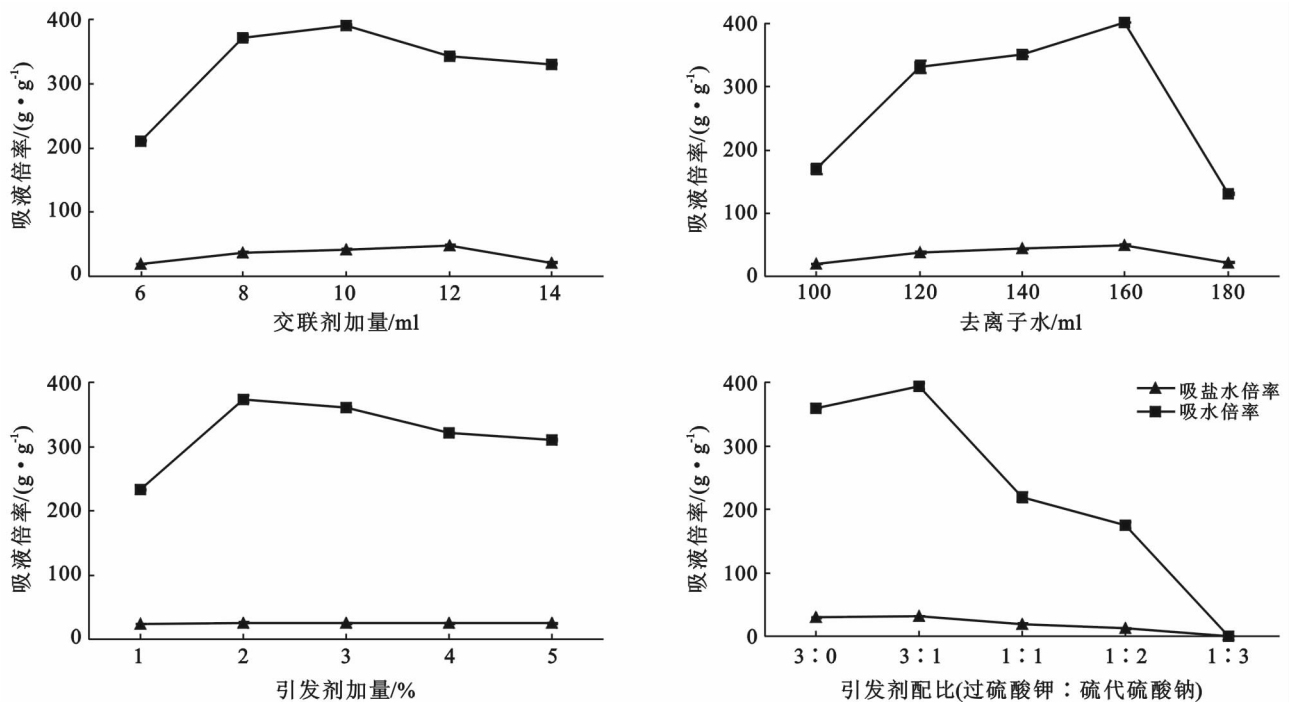 400
300
200
100
0
吸液倍率/(g·g⁻¹)
6 8 10 12 14
交联剂加量/ml
400
300
200
100
0
吸液倍率/(g·g⁻¹)
100 120 140 160 180
去离子水/ml
400
300
200
100
0
吸液倍率/(g·g⁻¹)
1 2 3 4 5
引发剂加量/%
400
300
200
100
0
吸液倍率/(g·g⁻¹)
吸盐水倍率
吸水倍率
3∶0 3∶1 1∶1 1∶2 1∶3
引发剂配比(过硫酸钾∶硫代硫酸钠)